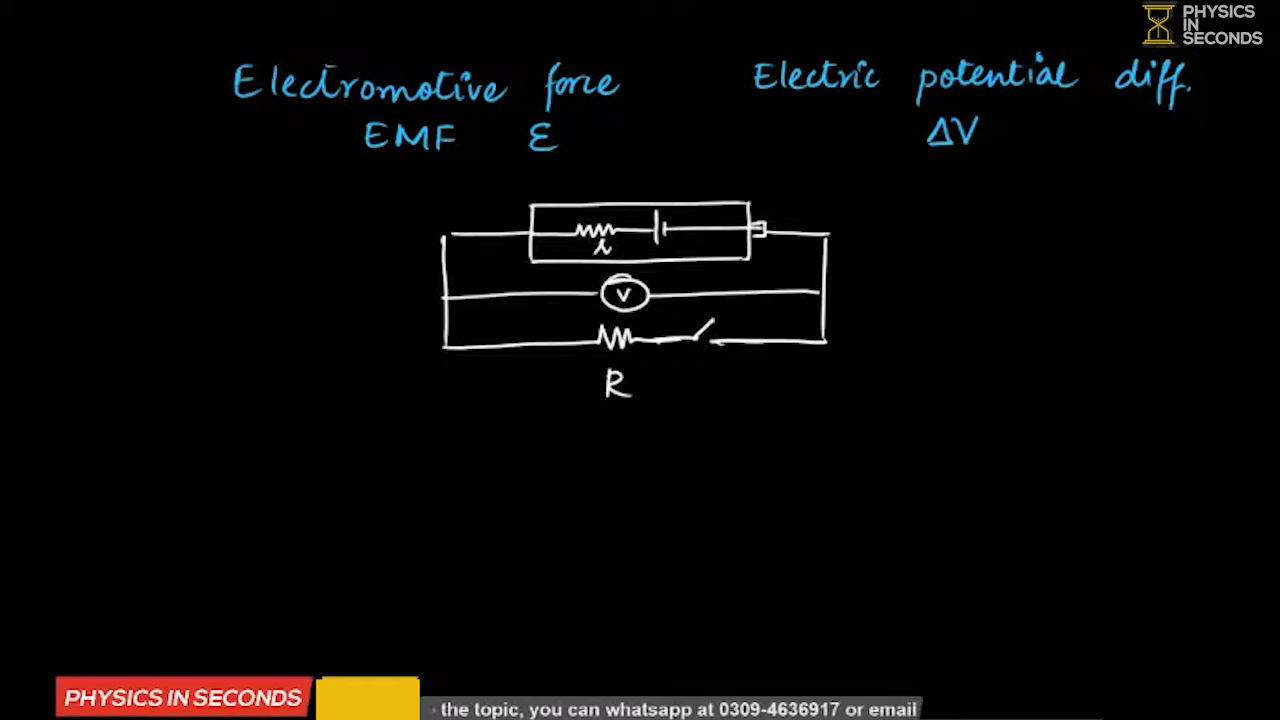 PHYSICS
IN
SECONDS
Electromotive force Electric potential diff.
EMF Ɛ ΔV
r
V
R
PHYSICS IN SECONDS
the topic, you can whatsapp at 0309-4636917 or email